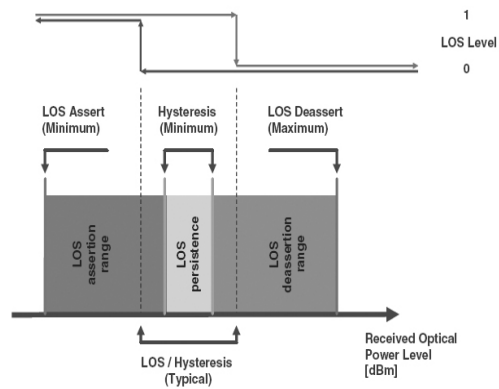 1
LOS Level
0
LOS Assert
(Minimum)
Hysteresis
(Minimum)
LOS Deassert
(Maximum)
LOS
assertion
range
LOS
persistence
LOS
deassertion
range
LOS / Hysteresis
(Typical)
Received Optical
Power Level
[dBm]